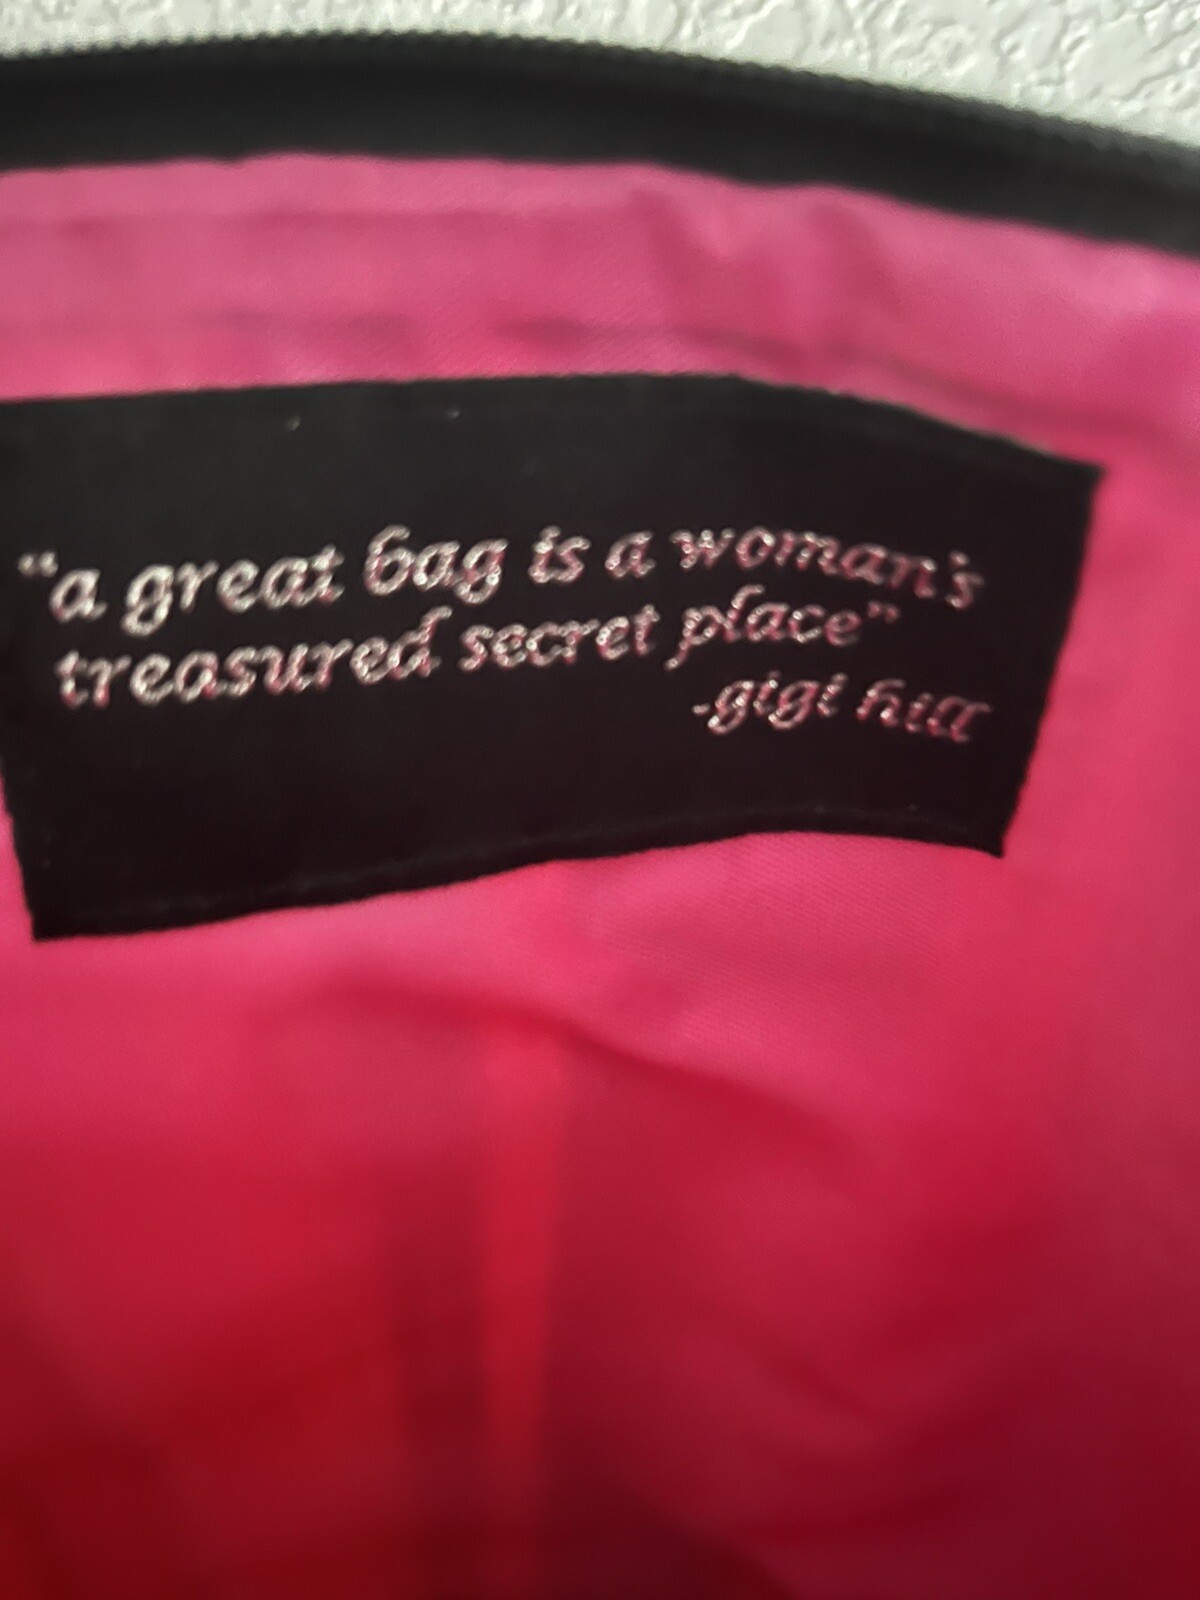 "a great bag is a woman's
treasured secret place"
-gigi hill